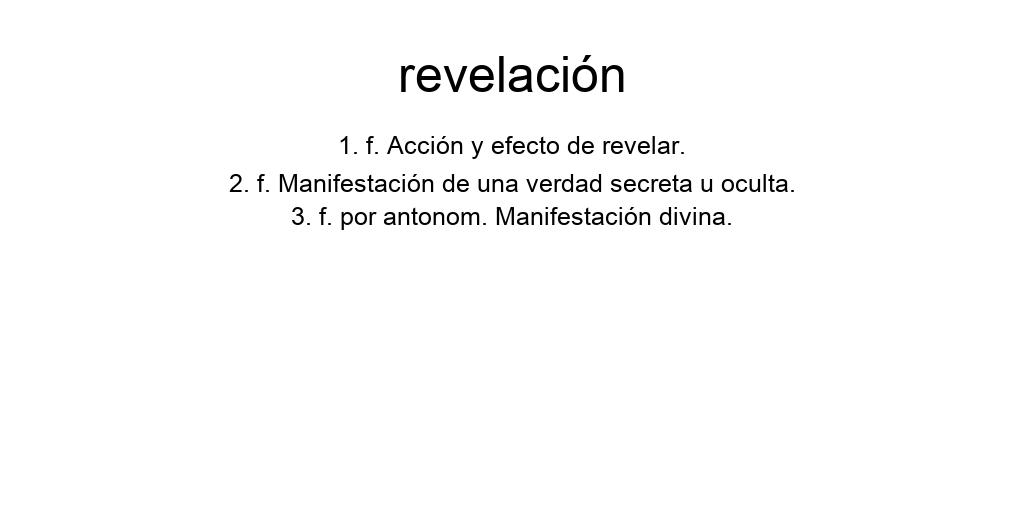 revelación
1. f. Acción y efecto de revelar.
2. f. Manifestación de una verdad secreta u oculta.
3. f. por antonom. Manifestación divina.